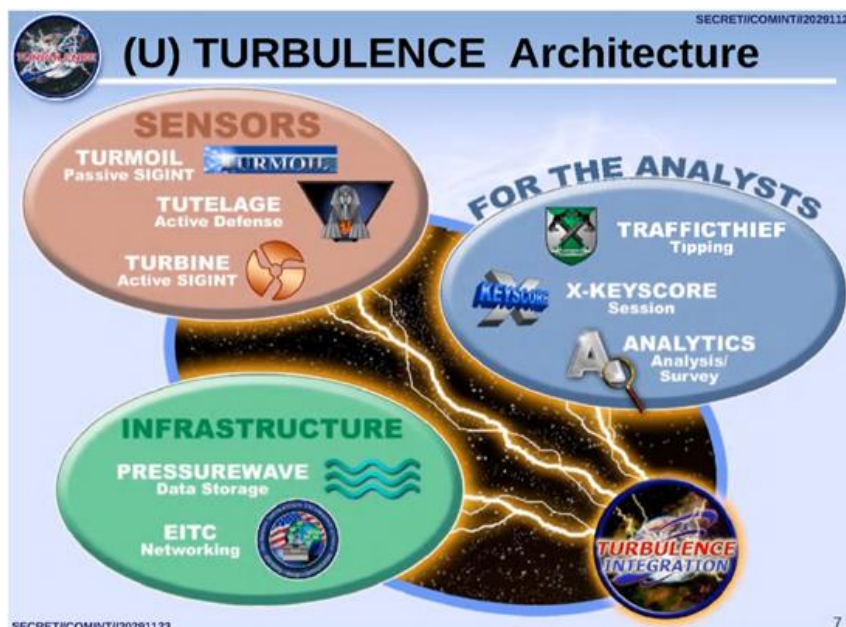 SECRET//COMINT//2029112
(U) TURBULENCE Architecture
TURBULENCE
SENSORS
TURMOIL
Passive SIGINT
TURMOIL
TUTELAGE
Active Defense
TURBINE
Active SIGINT
FOR THE ANALYSTS
TRAFFICTHIEF
Tipping
X
KEYSCORE
X-KEYSCORE
Session
A
ANALYTICS
Analysis/
Survey
INFRASTRUCTURE
PRESSUREWAVE
Data Storage
EITC
Networking
TURBULENCE
INTEGRATION
SECRET//COMINT//20291123
7